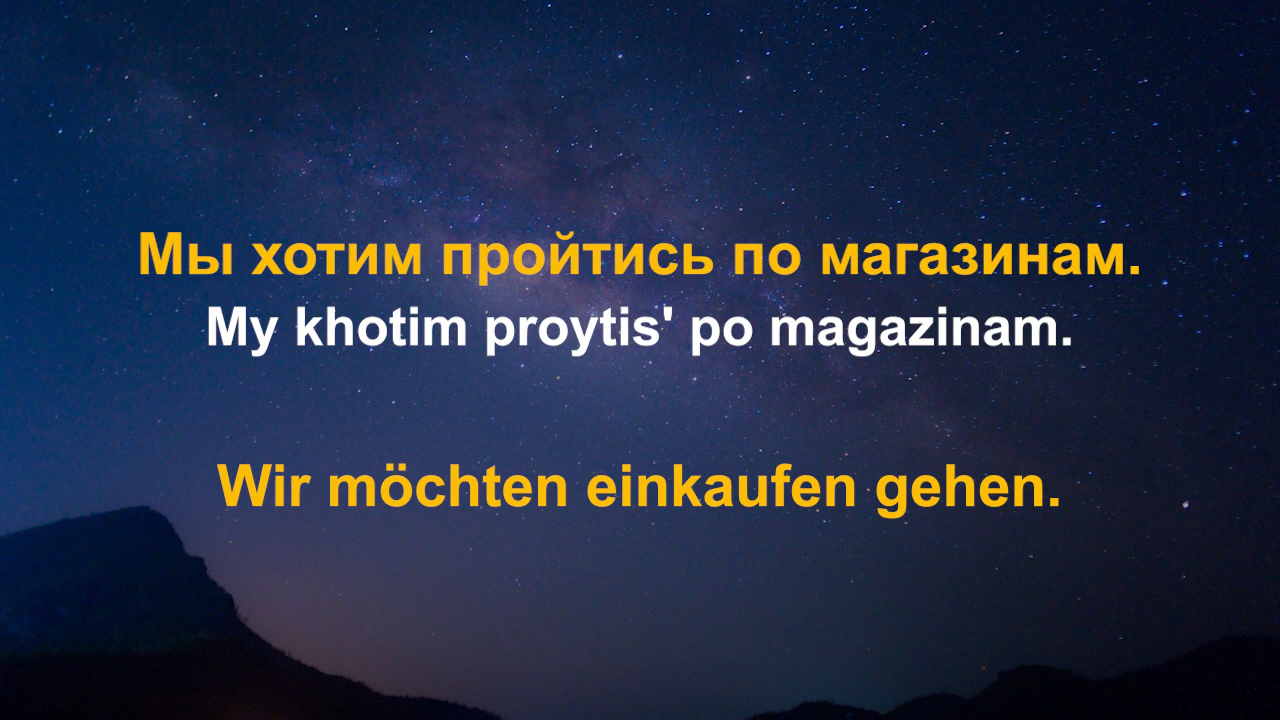 Мы хотим пройтись по магазинам.
My khotim proytis' po magazinam.
Wir möchten einkaufen gehen.